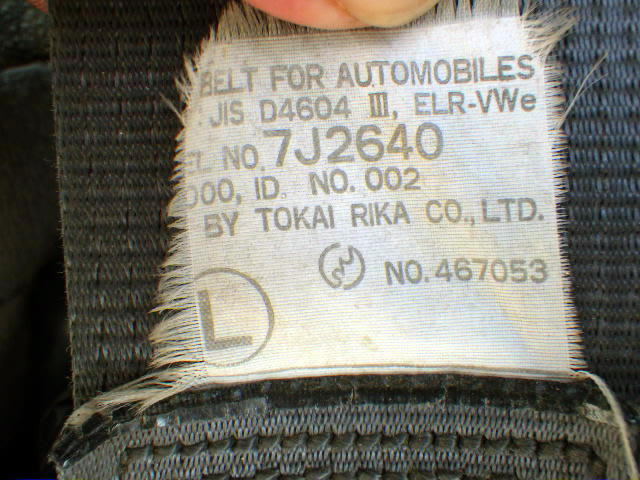 BELT FOR AUTOMOBILES
JIS D4604 III, ELR-VWe
NO. 7J2640
000, ID. NO. 002
BY TOKAI RIKA CO., LTD.
NO. 467053
L